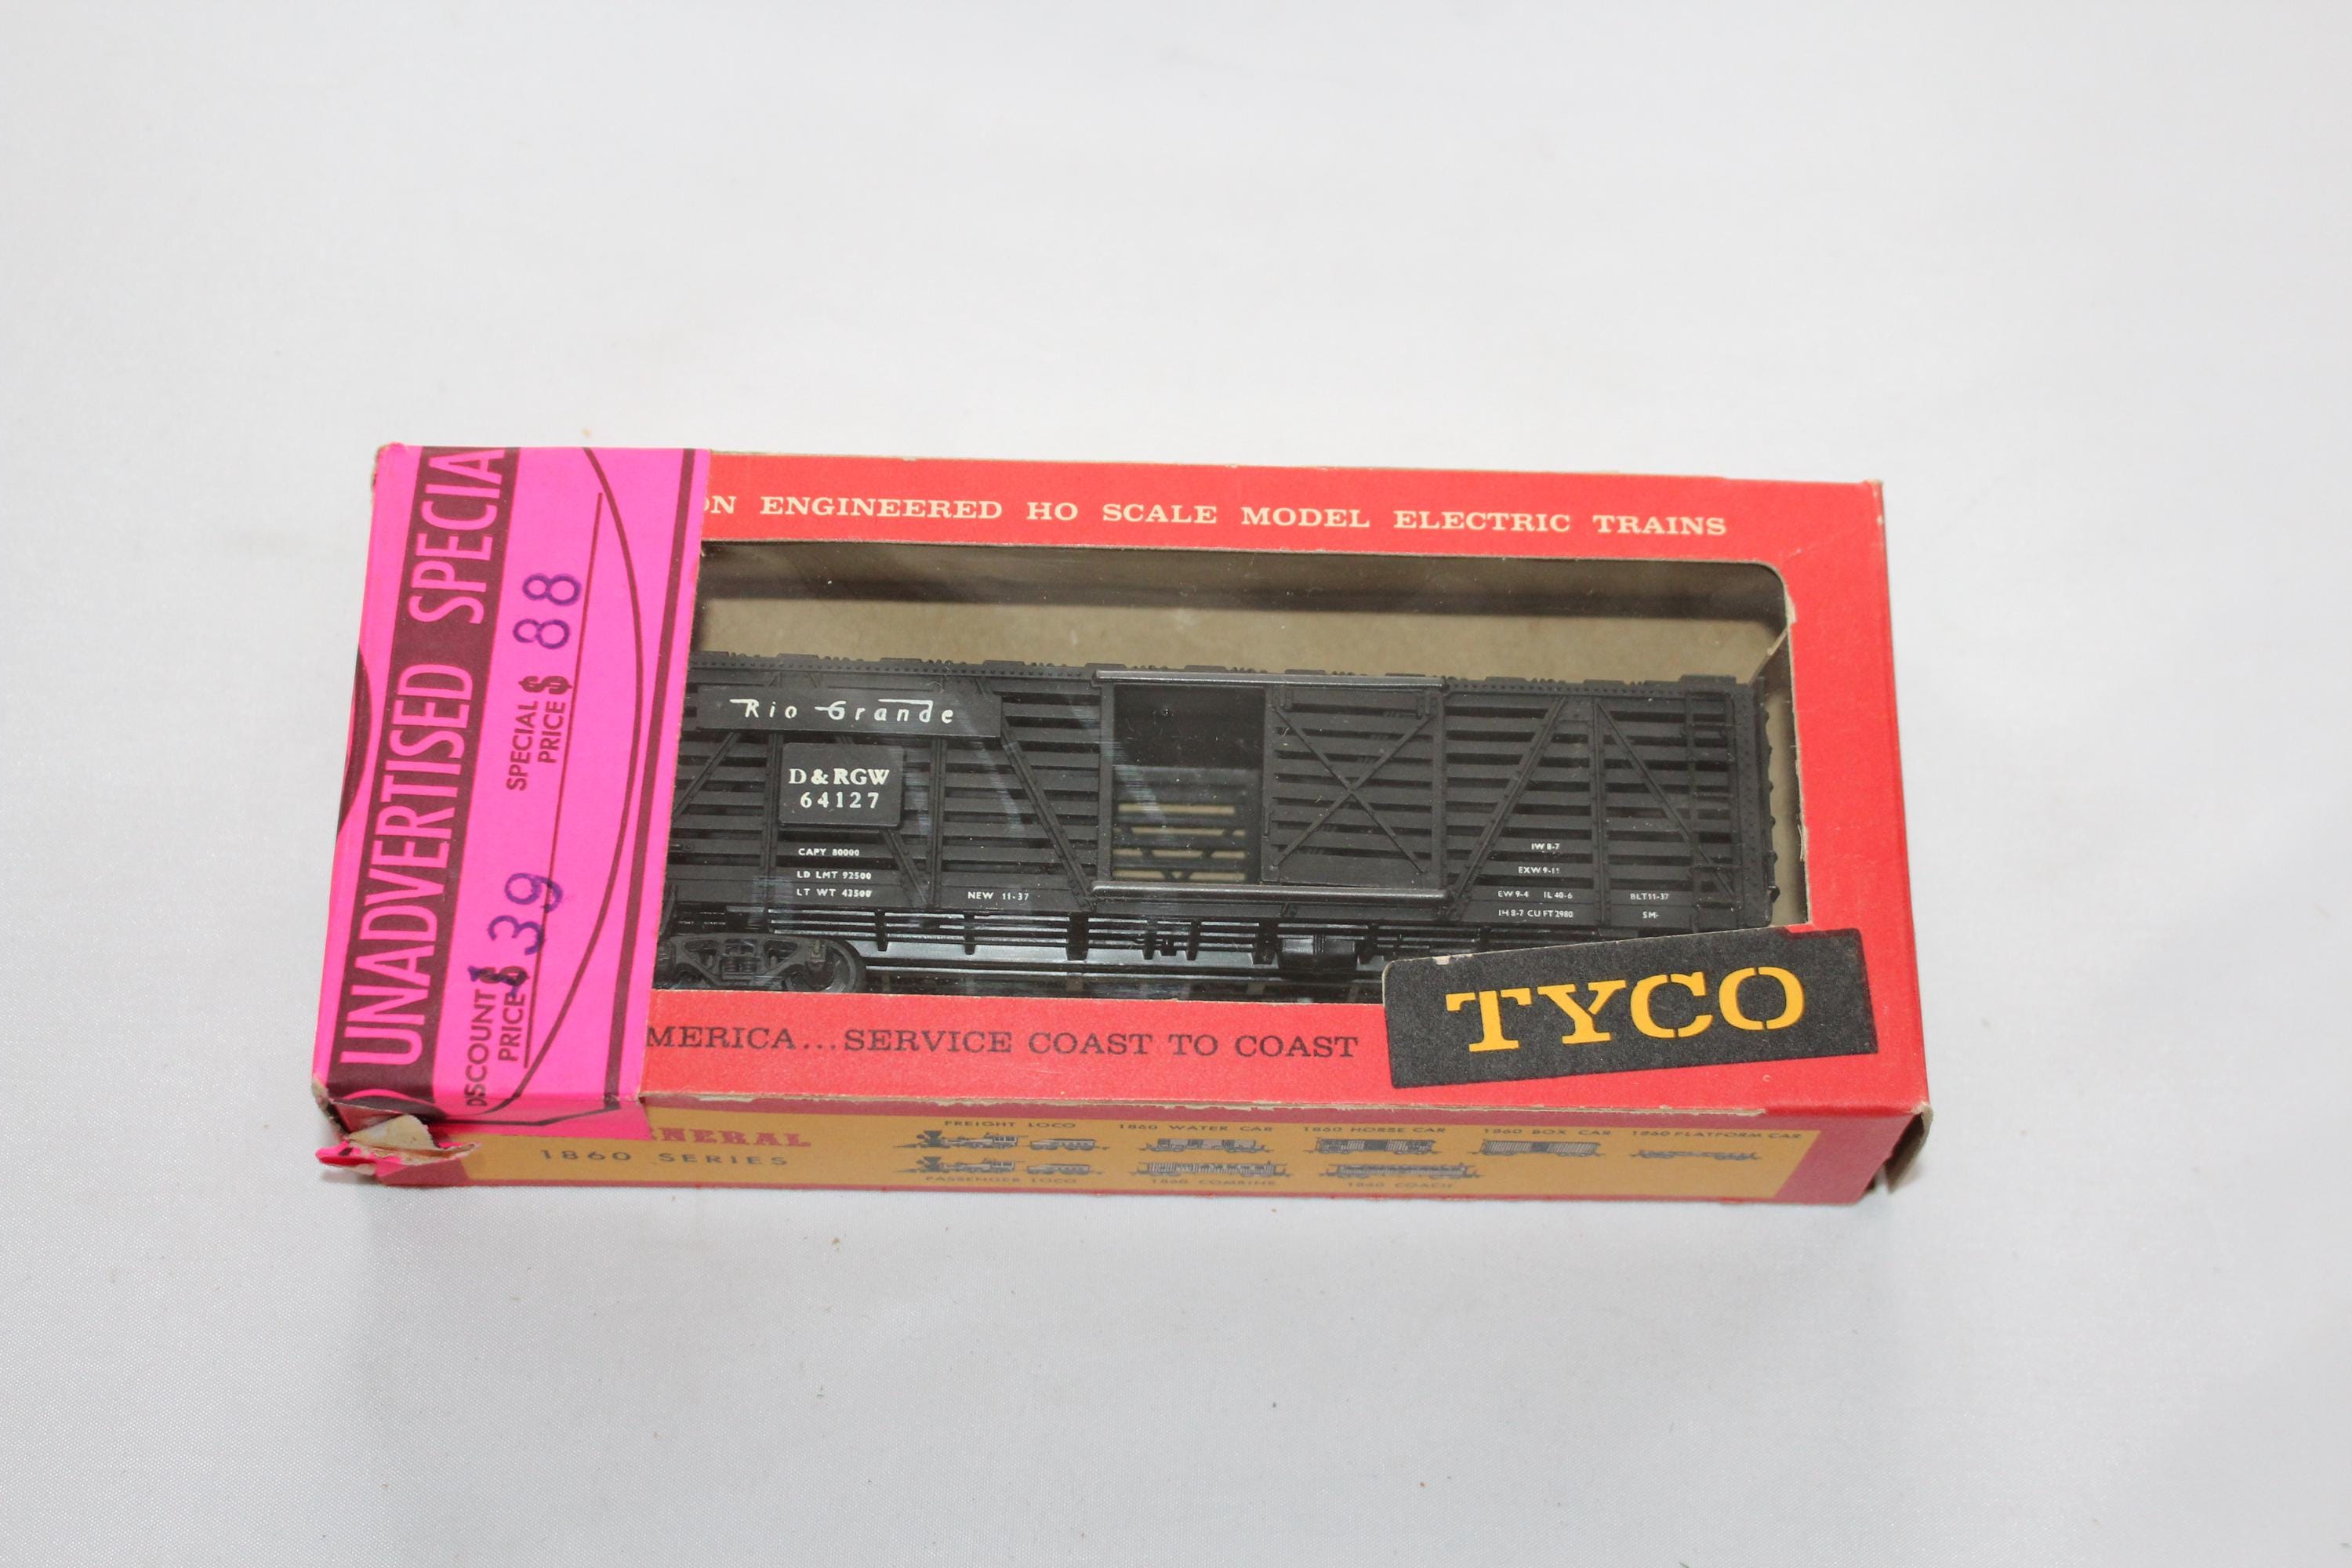 UNADVERTISED SPECIA
SPECIAL PRICE $ 88
DSCOUNT PRICE $ 39
ON ENGINEERED HO SCALE MODEL ELECTRIC TRAINS
Rio Grande
D & RGW
64127
CAPY 80000
LD LMT 92500
LT WT 43500
NEW 11-37
IW 8-7
EXW 9-11
EW 9-4 IL 40-6
IH 8-7 CU FT 2980
BLT 11-37
SM-
MERICA...SERVICE COAST TO COAST
TYCO
NERAL
1860 SERIES
FREIGHT LOCO
1860 WATER CAR
1860 HORSE CAR
1860 BOX CAR
1860 PLATFORM CAR
PASSENGER LOCO
1860 COMBINE
1860 COACH